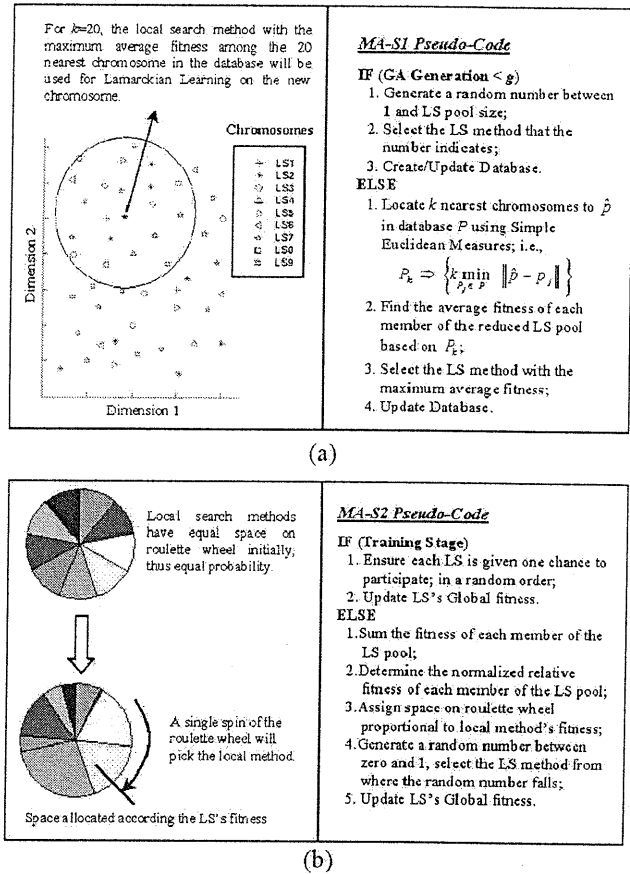 For k=20, the local search method with the
maximum average fitness among the 20
nearest chromosome in the database will be
used for Lamarckian Learning on the new
chromosome.
Chromosomes
LS1
LS2
LS3
LS4
LS5
LS6
LS7
LS8
LS9
Dimension 2
Dimension 1
MA-S1 Pseudo-Code
IF (GA Generation < g)
1. Generate a random number between
1 and LS pool size;
2. Select the LS method that the
number indicates;
3. Create/Update Database.
ELSE
1. Locate k nearest chromosomes to p̂
in database P using Simple
Euclidean Measures; i.e.,
P_k ⇒ { k min_{p_j ∈ P} ‖p̂ − p_j‖ }
2. Find the average fitness of each
member of the reduced LS pool
based on P_k;
3. Select the LS method with the
maximum average fitness;
4. Update Database.
(a)
Local search methods
have equal space on
roulette wheel initially,
thus equal probability.
A single spin of the
roulette wheel will
pick the local method.
Space allocated according the LS's fitness
MA-S2 Pseudo-Code
IF (Training Stage)
1. Ensure each LS is given one chance to
participate; in a random order;
2. Update LS's Global fitness.
ELSE
1.Sum the fitness of each member of the
LS pool;
2.Determine the normalized relative
fitness of each member of the LS pool;
3.Assign space on roulette wheel
proportional to local method's fitness;
4.Generate a random number between
zero and 1, select the LS method from
where the random number falls;
5. Update LS's Global fitness.
(b)